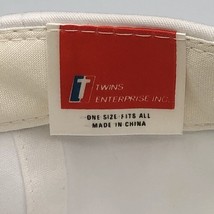 TWINS
ENTERPRISE INC.
ONE SIZE FITS ALL
MADE IN CHINA